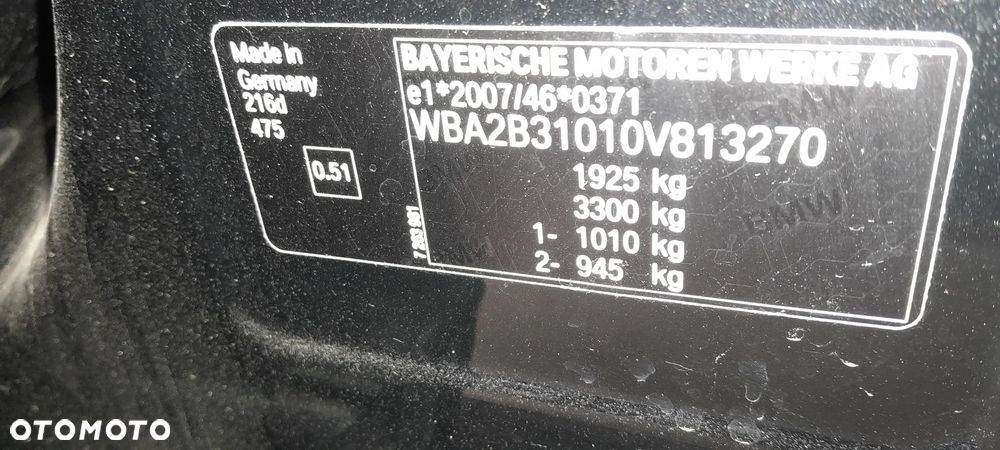 Made in
Germany
216d
475
0.51
BAYERISCHE MOTOREN WERKE AG
e1*2007/46*0371
WBA2B31010V813270
1925 kg
3300 kg
1- 1010 kg
2- 945 kg
BMW
OTOMOTO